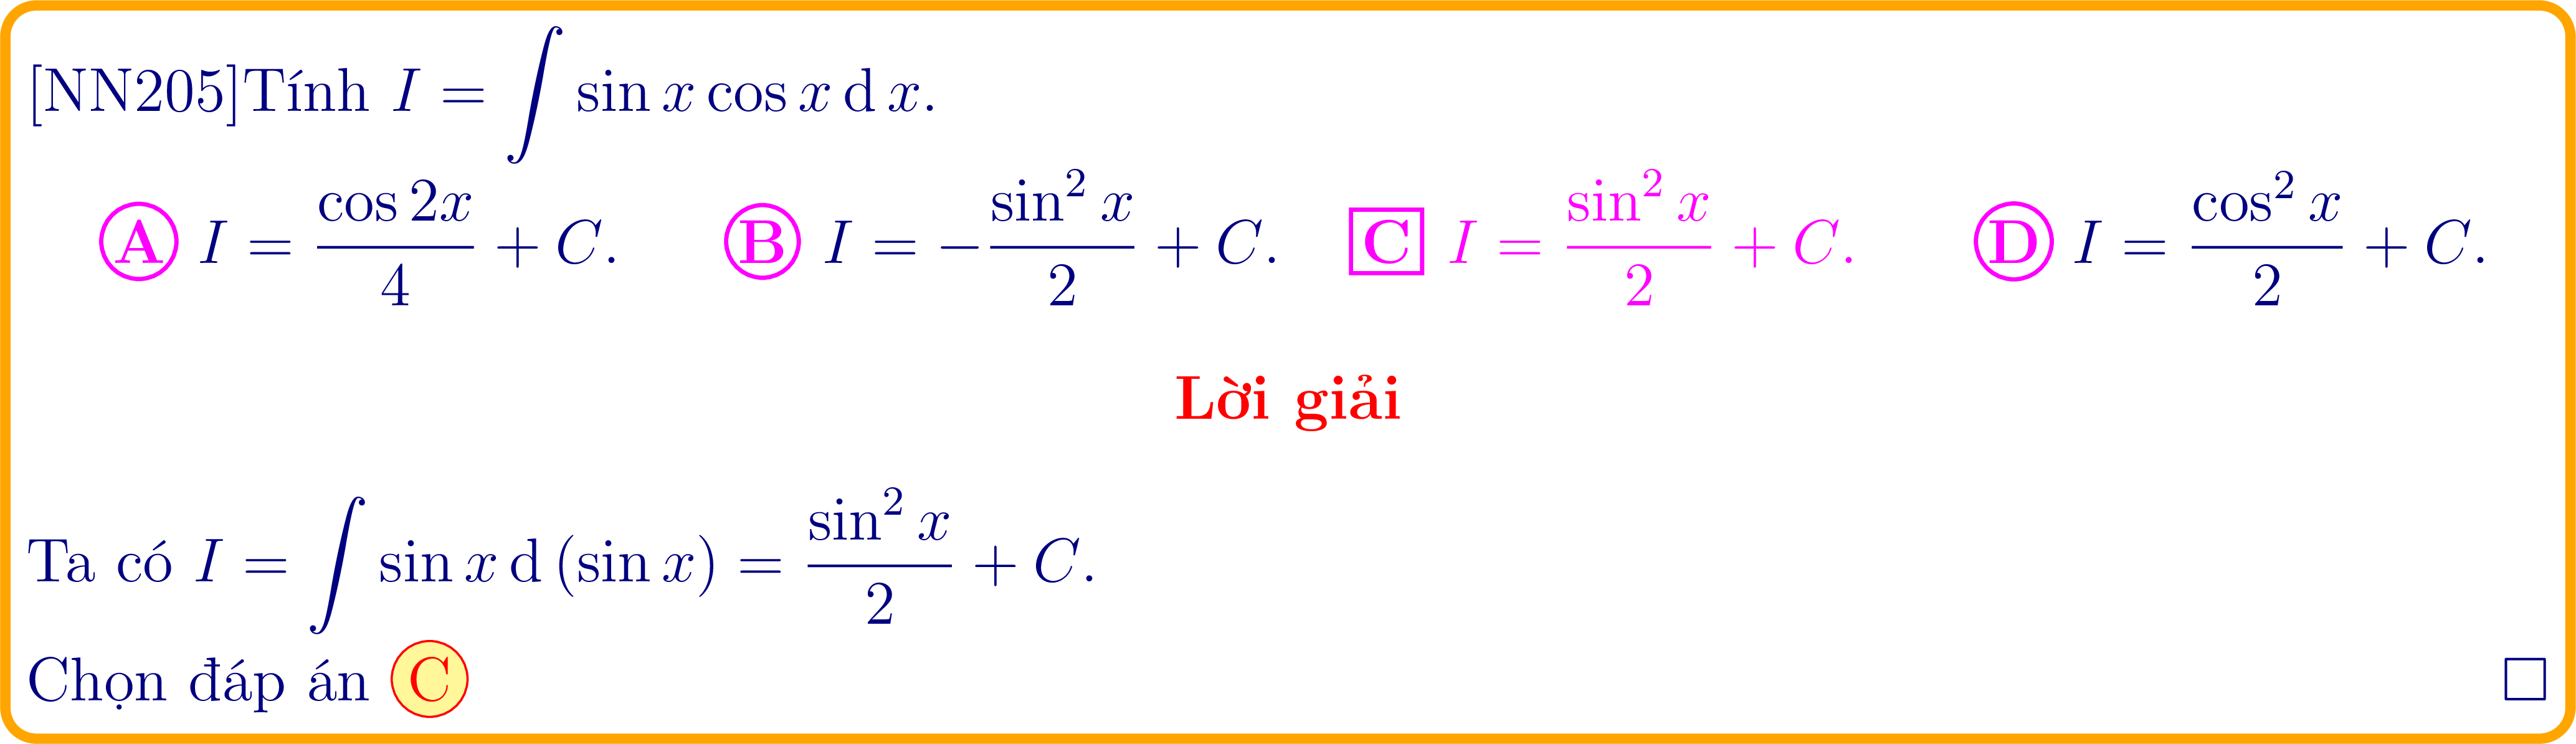 [NN205]Tính $I = \int \sin x \cos x \, \mathrm{d}\, x$.
A $I = \frac{\cos 2x}{4} + C$. B $I = -\frac{\sin^2 x}{2} + C$. C $I = \frac{\sin^2 x}{2} + C$. D $I = \frac{\cos^2 x}{2} + C$.
Lời giải
Ta có $I = \int \sin x \, \mathrm{d}\,(\sin x) = \frac{\sin^2 x}{2} + C$.
Chọn đáp án C □